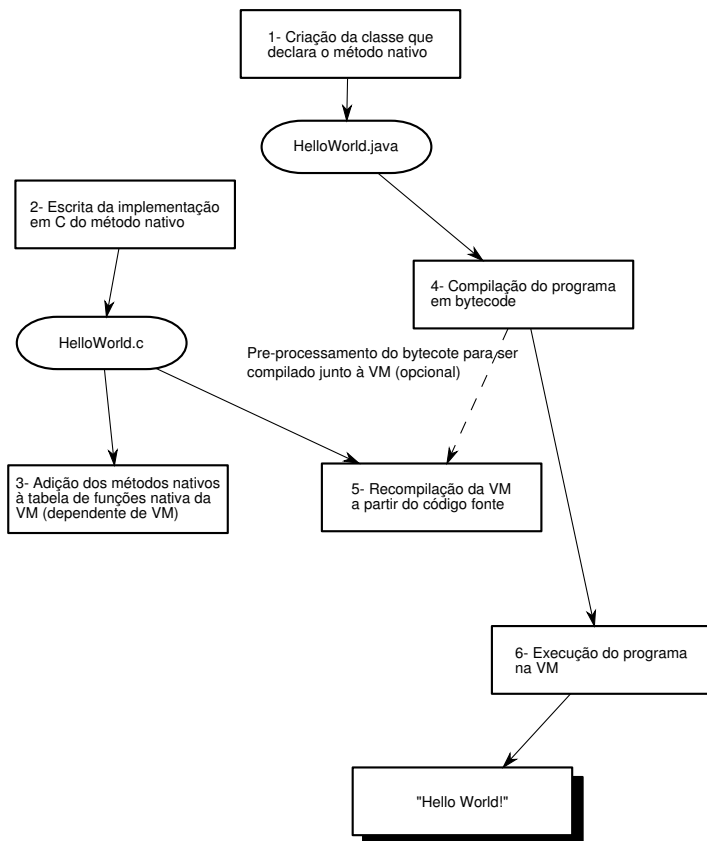 1- Criação da classe que
declara o método nativo
HelloWorld.java
2- Escrita da implementação
em C do método nativo
4- Compilação do programa
em bytecode
HelloWorld.c
Pre-processamento do bytecote para ser
compilado junto à VM (opcional)
3- Adição dos métodos nativos
à tabela de funções nativa da
VM (dependente de VM)
5- Recompilação da VM
a partir do código fonte
6- Execução do programa
na VM
"Hello World!"